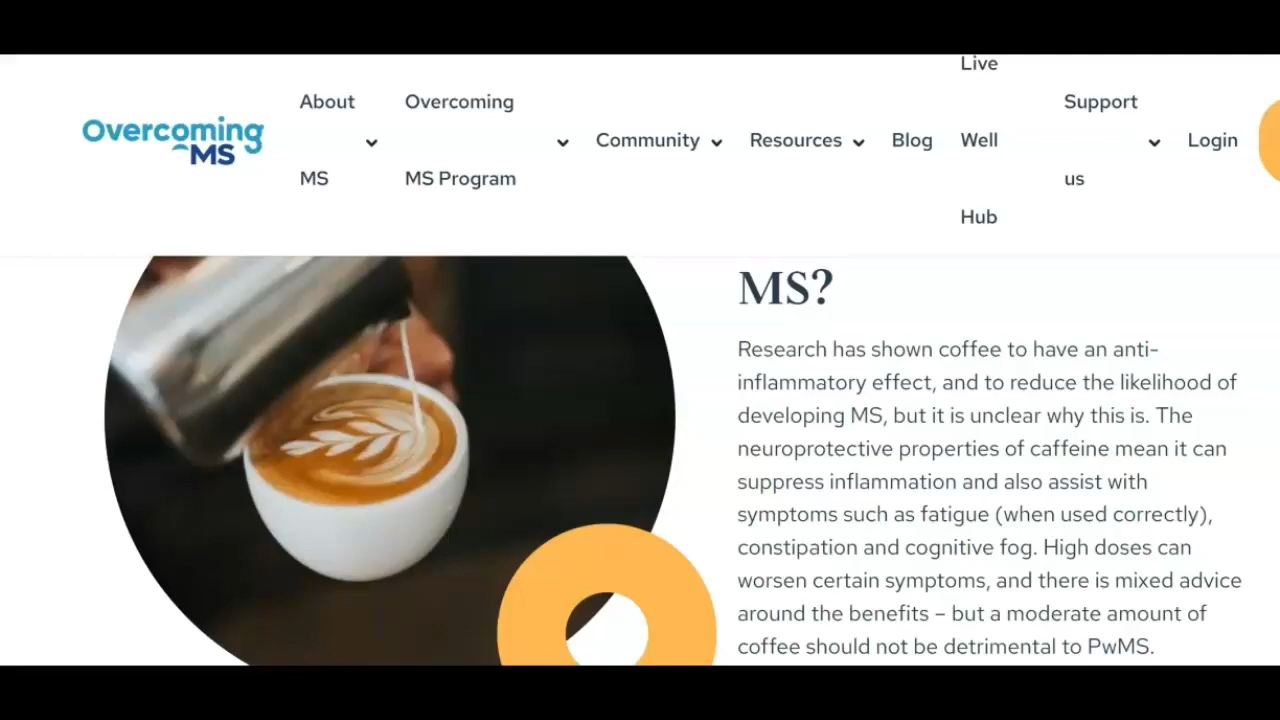 Overcoming
MS
About
MS
Overcoming
MS Program
Community
Resources
Blog
Live
Well
Hub
Support
us
Login
MS?
Research has shown coffee to have an anti-
inflammatory effect, and to reduce the likelihood of
developing MS, but it is unclear why this is. The
neuroprotective properties of caffeine mean it can
suppress inflammation and also assist with
symptoms such as fatigue (when used correctly),
constipation and cognitive fog. High doses can
worsen certain symptoms, and there is mixed advice
around the benefits – but a moderate amount of
coffee should not be detrimental to PwMS.